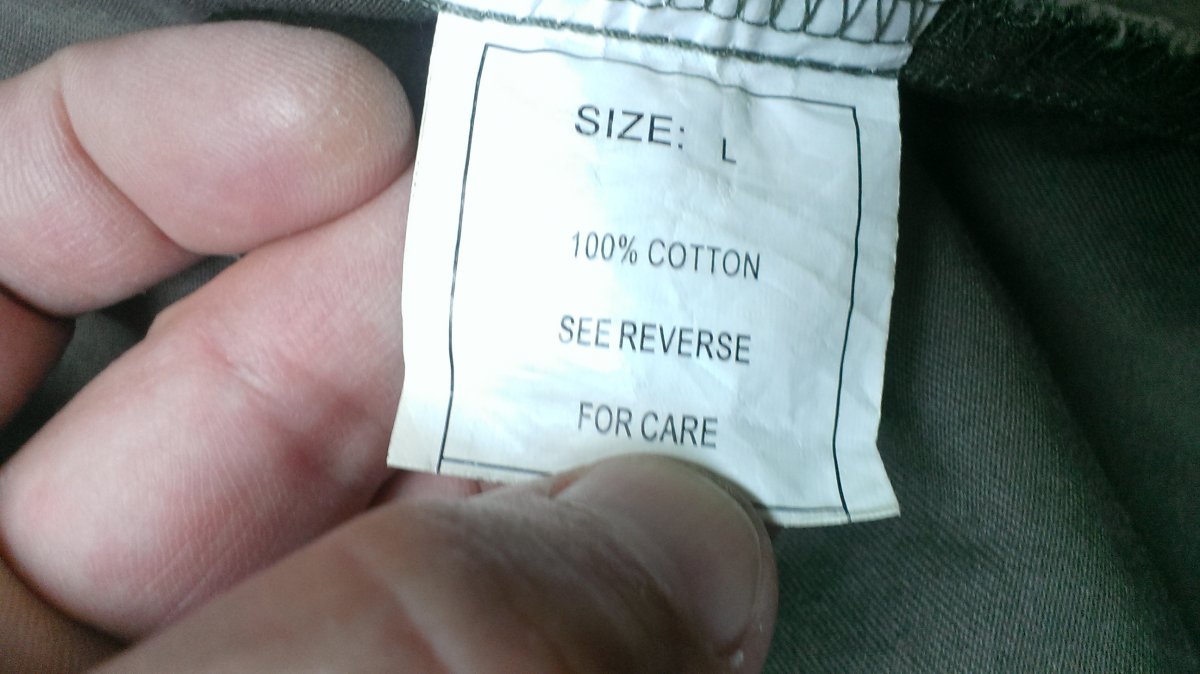 SIZE: L
100% COTTON
SEE REVERSE
FOR CARE